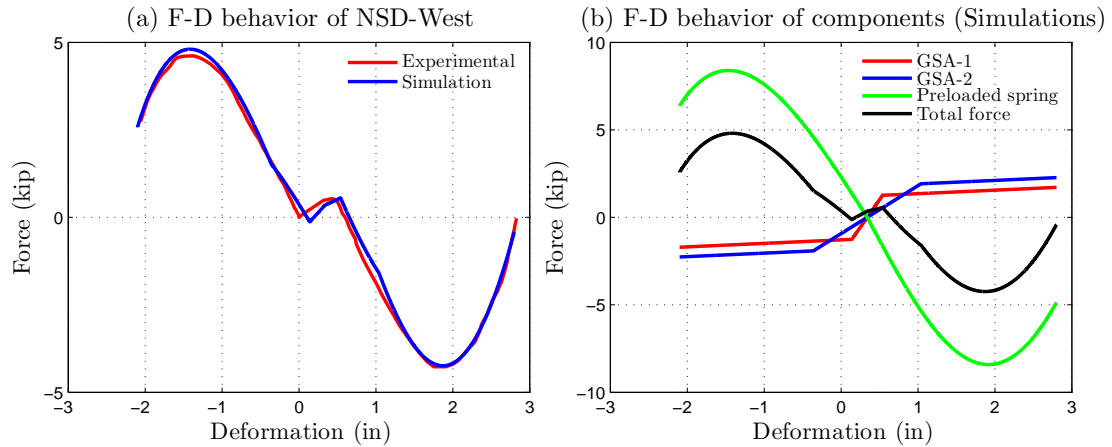 (a) F-D behavior of NSD-West
5
0
−5
Force (kip)
−3 −2 −1 0 1 2 3
Deformation (in)
Experimental
Simulation
(b) F-D behavior of components (Simulations)
10
5
0
−5
−10
Force (kip)
−3 −2 −1 0 1 2 3
Deformation (in)
GSA-1
GSA-2
Preloaded spring
Total force